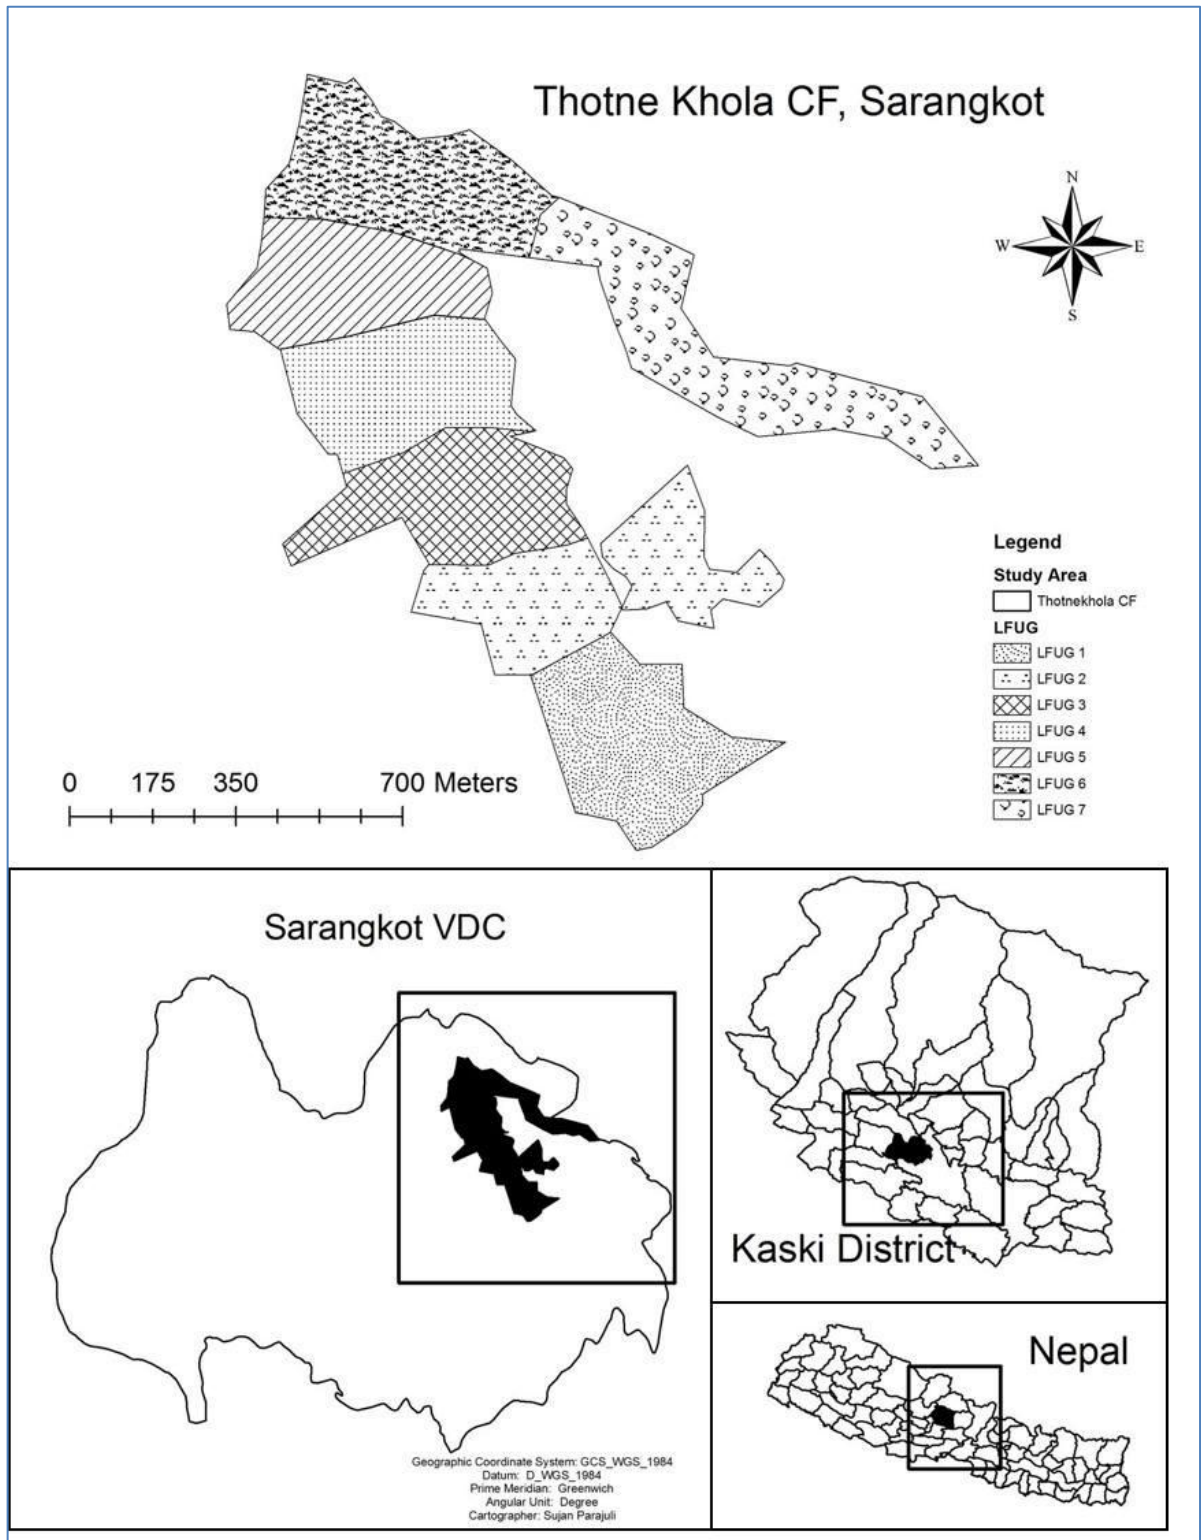 Thotne Khola CF, Sarangkot
N
W E
S
Legend
Study Area
Thotnekhola CF
LFUG
LFUG 1
LFUG 2
LFUG 3
LFUG 4
LFUG 5
LFUG 6
LFUG 7
0 175 350 700 Meters
Sarangkot VDC
Kaski District
Nepal
Geographic Coordinate System: GCS_WGS_1984
Datum: D_WGS_1984
Prime Meridian: Greenwich
Angular Unit: Degree
Cartographer: Sujan Parajuli